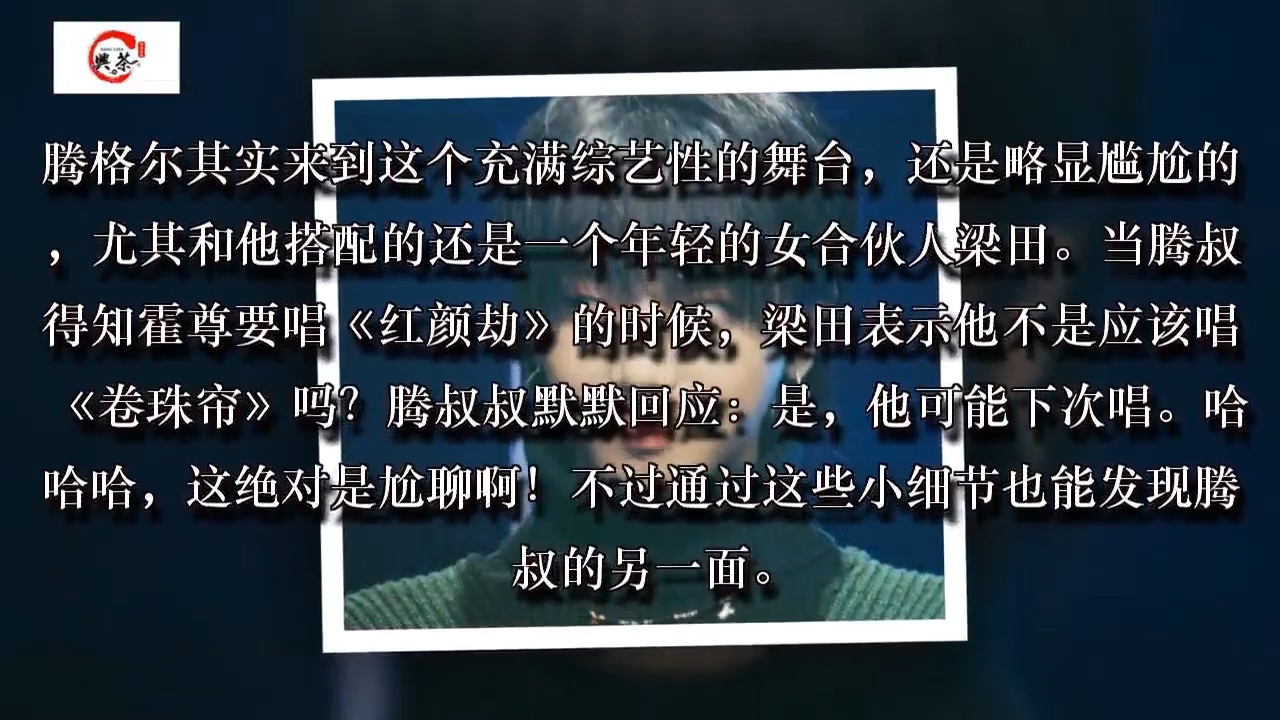 興茶
腾格尔其实来到这个充满综艺性的舞台，还是略显尴尬的
，尤其和他搭配的还是一个年轻的女合伙人梁田。当腾叔
得知霍尊要唱《红颜劫》的时候，梁田表示他不是应该唱
《卷珠帘》吗？腾叔叔默默回应：是，他可能下次唱。哈
哈哈，这绝对是尬聊啊！不过通过这些小细节也能发现腾
叔的另一面。